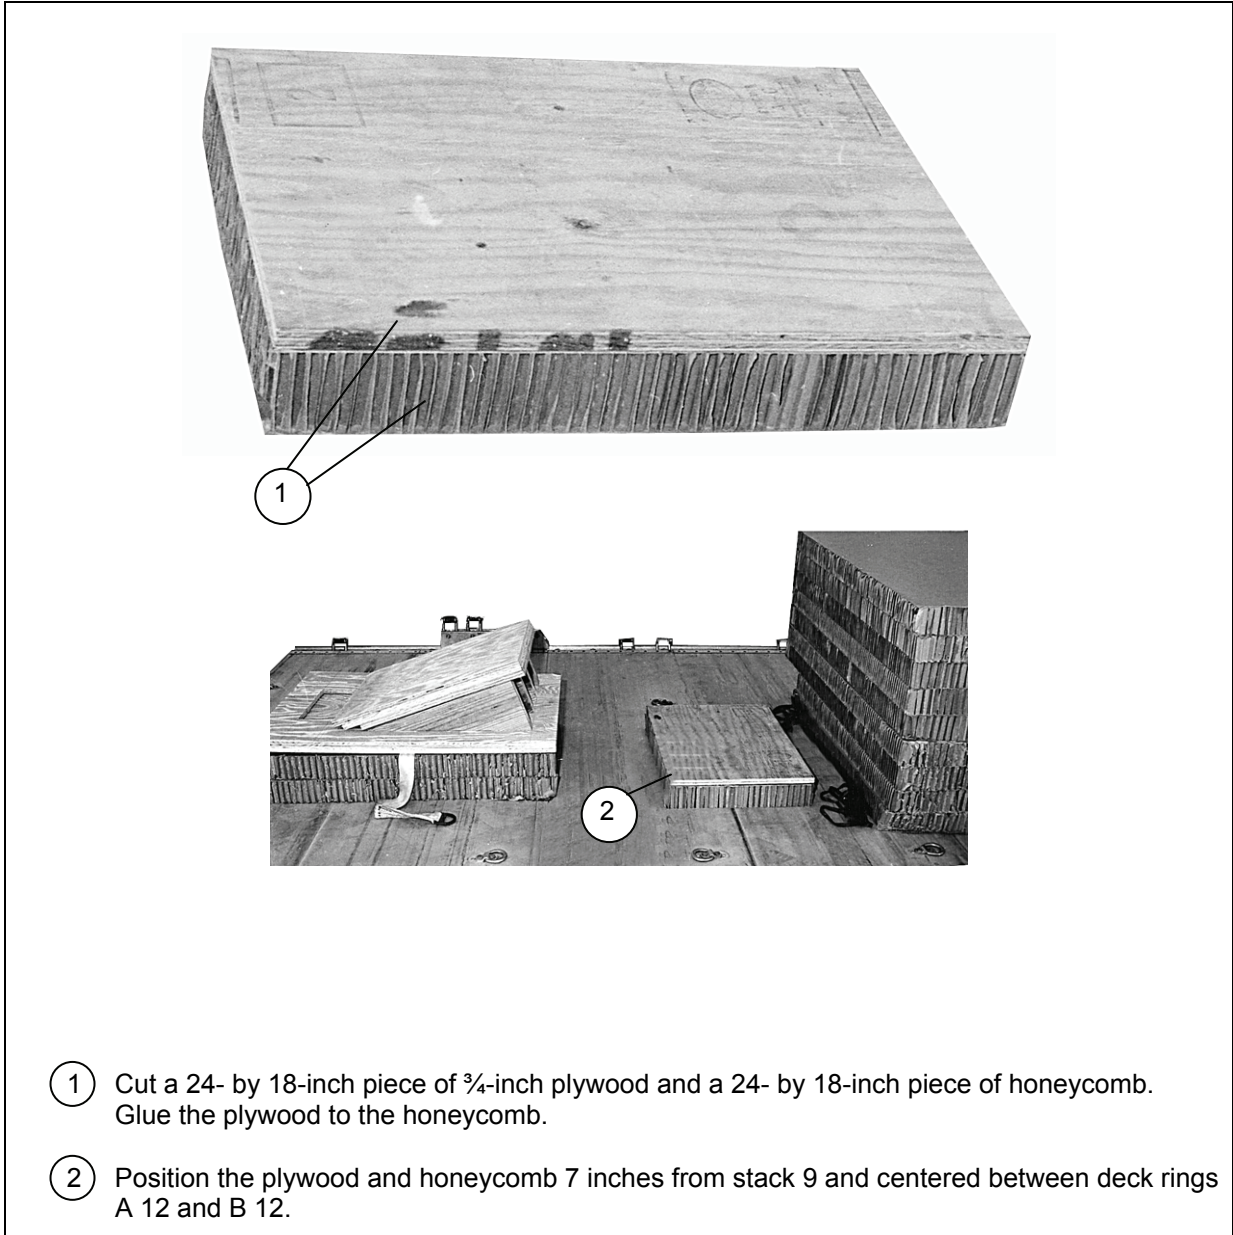 1
2
1 Cut a 24- by 18-inch piece of ¾-inch plywood and a 24- by 18-inch piece of honeycomb.
Glue the plywood to the honeycomb.
2 Position the plywood and honeycomb 7 inches from stack 9 and centered between deck rings
A 12 and B 12.